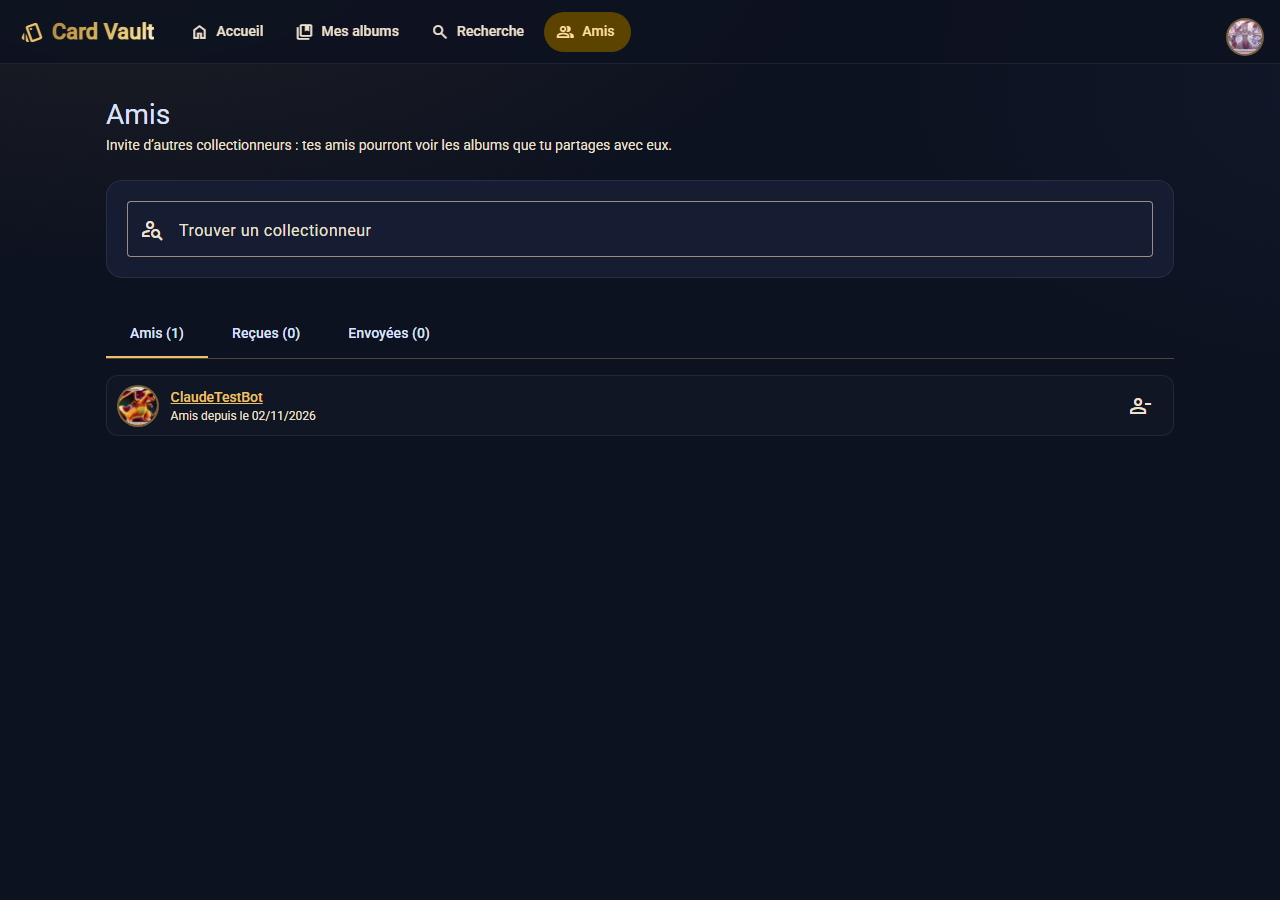 Card Vault
Accueil
Mes albums
Recherche
Amis
Amis
Invite d’autres collectionneurs : tes amis pourront voir les albums que tu partages avec eux.
Trouver un collectionneur
Amis (1)
Reçues (0)
Envoyées (0)
ClaudeTestBot
Amis depuis le 02/11/2026